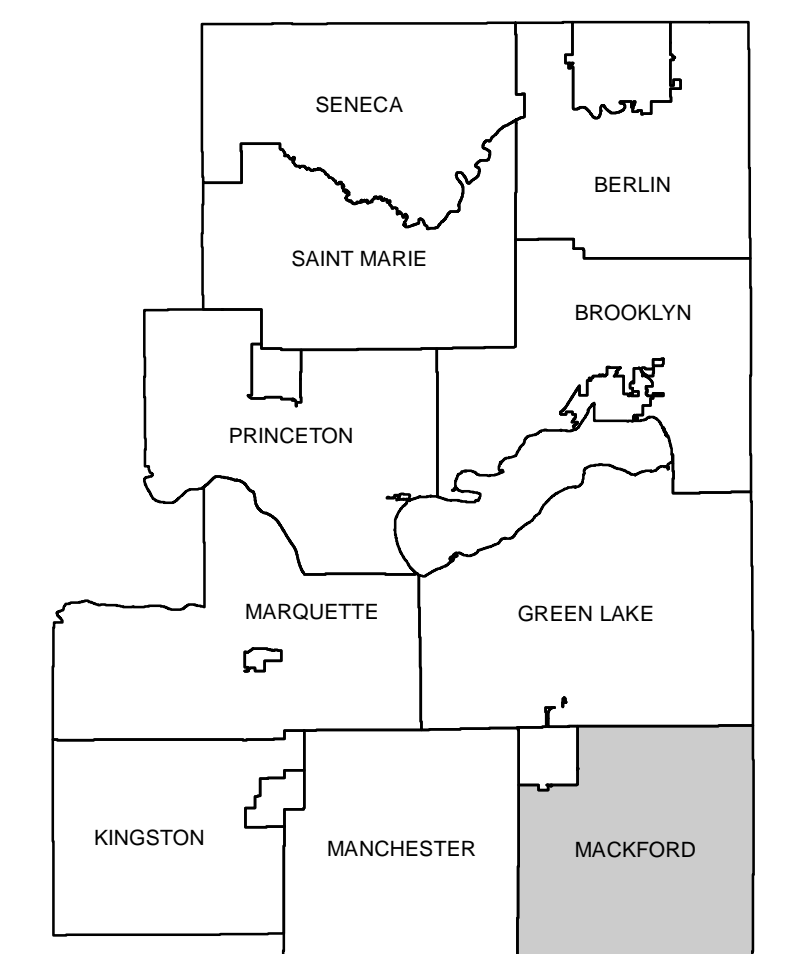 SENECA
BERLIN
SAINT MARIE
BROOKLYN
PRINCETON
MARQUETTE
GREEN LAKE
KINGSTON
MANCHESTER
MACKFORD